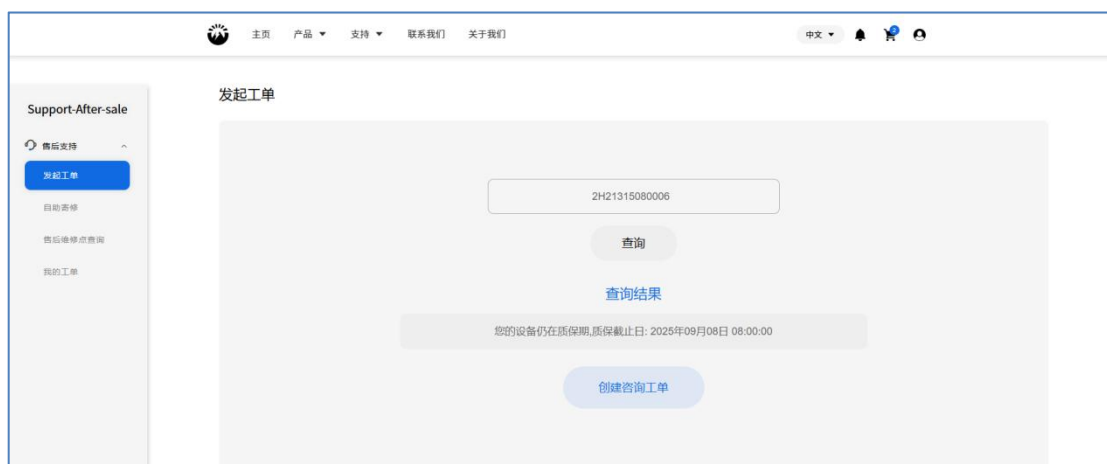 主页 产品 支持 联系我们 关于我们 中文
Support-After-sale
售后支持
发起工单
自助寄修
售后维修点查询
我的工单
发起工单
2H21315080006
查询
查询结果
您的设备仍在质保期,质保截止日: 2025年09月08日 08:00:00
创建咨询工单